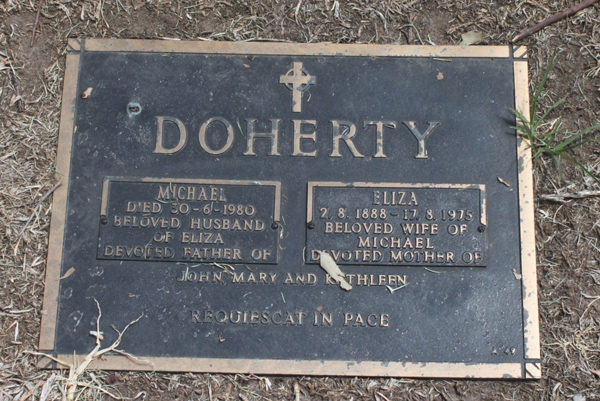 DOHERTY
MICHAEL
DIED 30-6-1980
BELOVED HUSBAND
OF ELIZA
DEVOTED FATHER OF
ELIZA
2.8.1888-17.8.1975
BELOVED WIFE OF
MICHAEL
DEVOTED MOTHER OF
JOHN MARY AND KATHLEEN
REQUIESCAT IN PACE